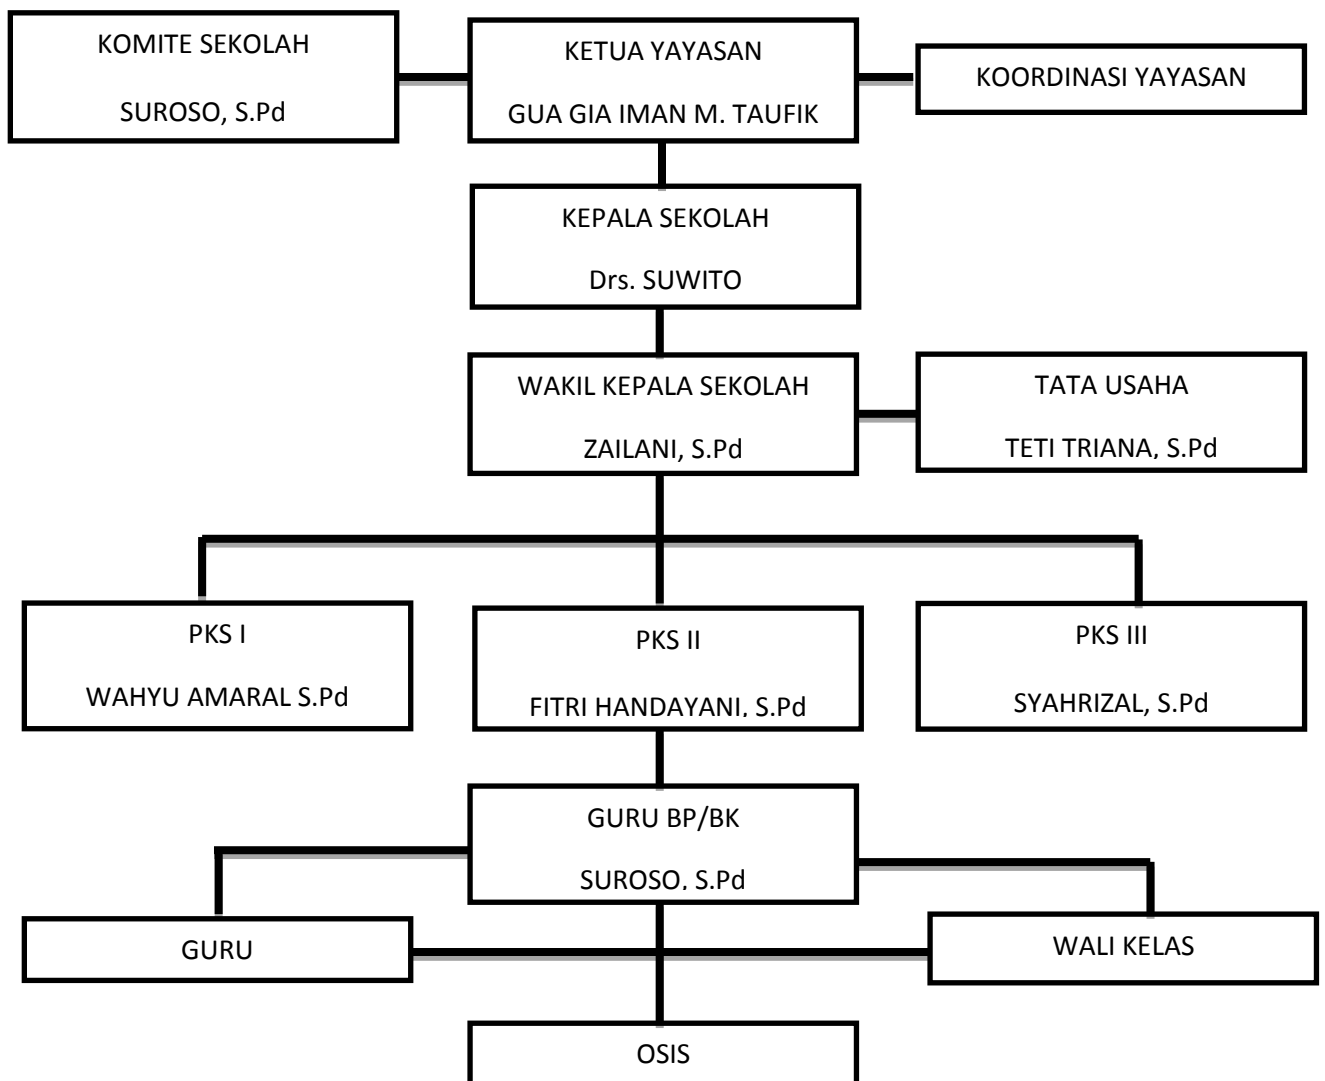 KOMITE SEKOLAH
SUROSO, S.Pd
KETUA YAYASAN
GUA GIA IMAN M. TAUFIK
KOORDINASI YAYASAN
KEPALA SEKOLAH
Drs. SUWITO
WAKIL KEPALA SEKOLAH
ZAILANI, S.Pd
TATA USAHA
TETI TRIANA, S.Pd
PKS I
WAHYU AMARAL S.Pd
PKS II
FITRI HANDAYANI, S.Pd
PKS III
SYAHRIZAL, S.Pd
GURU BP/BK
SUROSO, S.Pd
GURU
WALI KELAS
OSIS